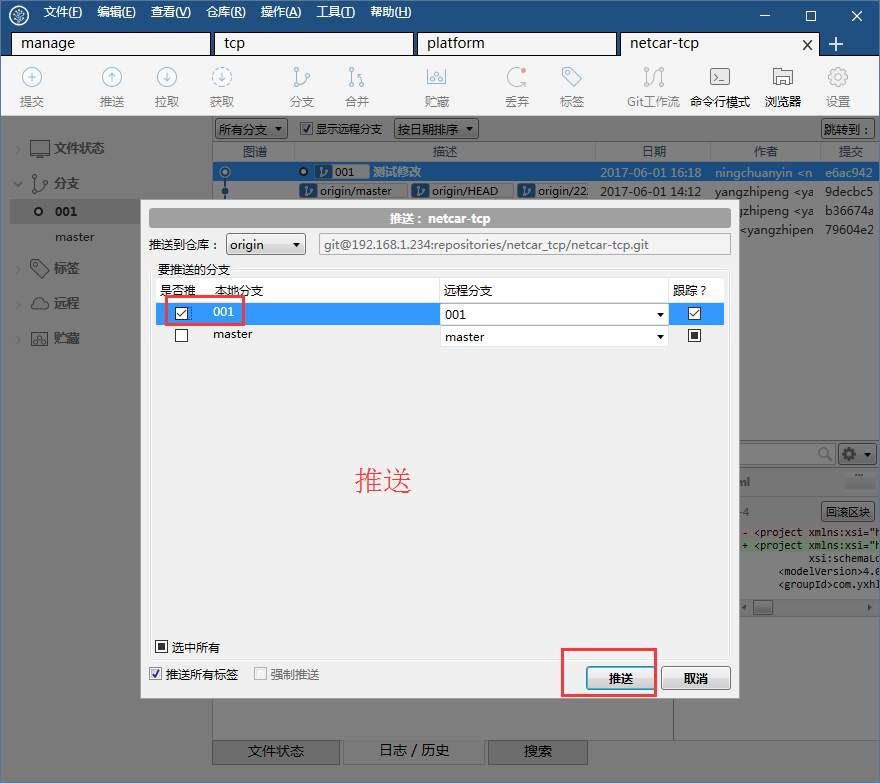 文件(F) 编辑(E) 查看(V) 仓库(R) 操作(A) 工具(T) 帮助(H)
manage tcp platform netcar-tcp
提交 推送 拉取 获取 分支 合并 贮藏 丢弃 标签 Git工作流 命令行模式 浏览器 设置
所有分支 显示远程分支 按日期排序 跳转到：
图谱 描述 日期 作者 提交
文件状态
分支
001
master
标签
远程
贮藏
001 测试修改 2017-06-01 16:18 ningchuanyin <n e6ac942
origin/master origin/HEAD origin/22. 2017-06-01 14:12 yangzhipeng <ya 9decbc5
yangzhipeng <ya b36674a
<yangzhipen 79604e2
推送：netcar-tcp
推送到仓库： origin git@192.168.1.234:repositories/netcar_tcp/netcar-tcp.git
要推送的分支
是否推 本地分支 远程分支 跟踪？
001 001
master master
推送
选中所有
推送所有标签 强制推送
推送 取消
ml
-4 回滚区块
- <project xmlns:xsi="h
+ <project xmlns:xsi="h
xsi:schemaLo
<modelVersion>4.0
<groupId>com.yxhl
文件状态 日志 / 历史 搜索